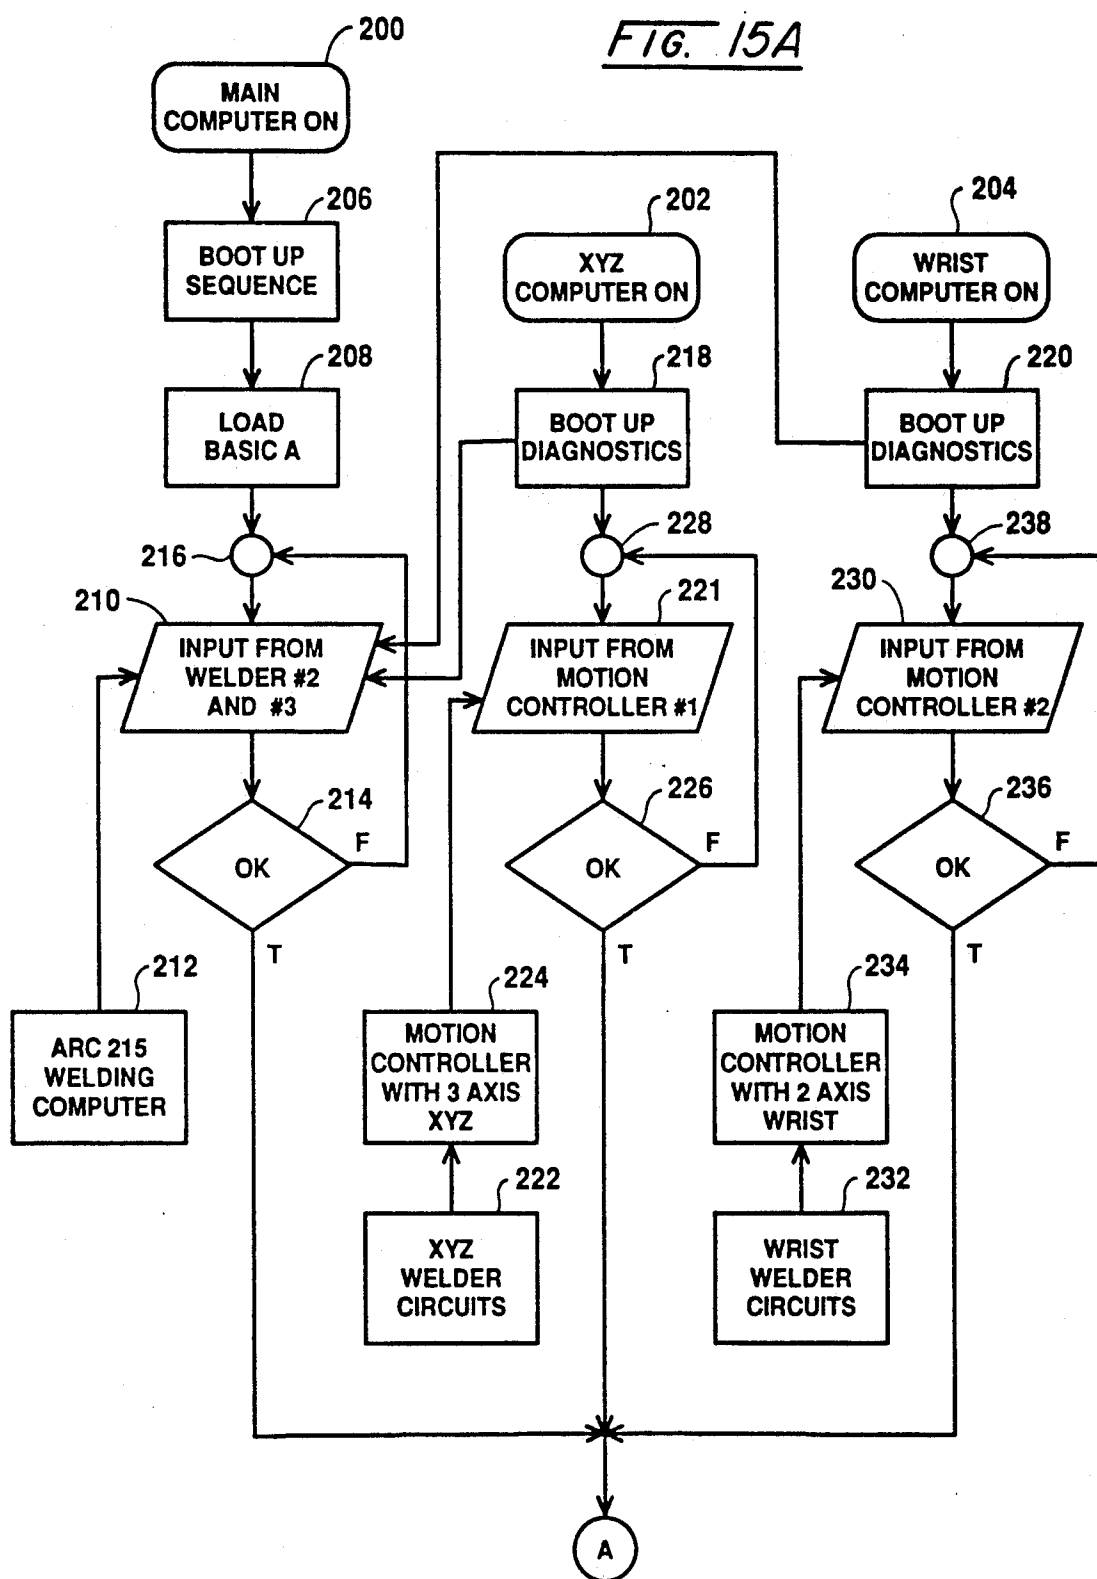 FIG. 15A
200
MAIN
COMPUTER ON
206
BOOT UP
SEQUENCE
208
LOAD
BASIC A
216
210
INPUT FROM
WELDER #2
AND #3
214
OK
F
T
212
ARC 215
WELDING
COMPUTER
202
XYZ
COMPUTER ON
218
BOOT UP
DIAGNOSTICS
228
221
INPUT FROM
MOTION
CONTROLLER #1
226
OK
F
T
224
MOTION
CONTROLLER
WITH 3 AXIS
XYZ
222
XYZ
WELDER
CIRCUITS
204
WRIST
COMPUTER ON
220
BOOT UP
DIAGNOSTICS
238
230
INPUT FROM
MOTION
CONTROLLER #2
236
OK
F
T
234
MOTION
CONTROLLER
WITH 2 AXIS
WRIST
232
WRIST
WELDER
CIRCUITS
A